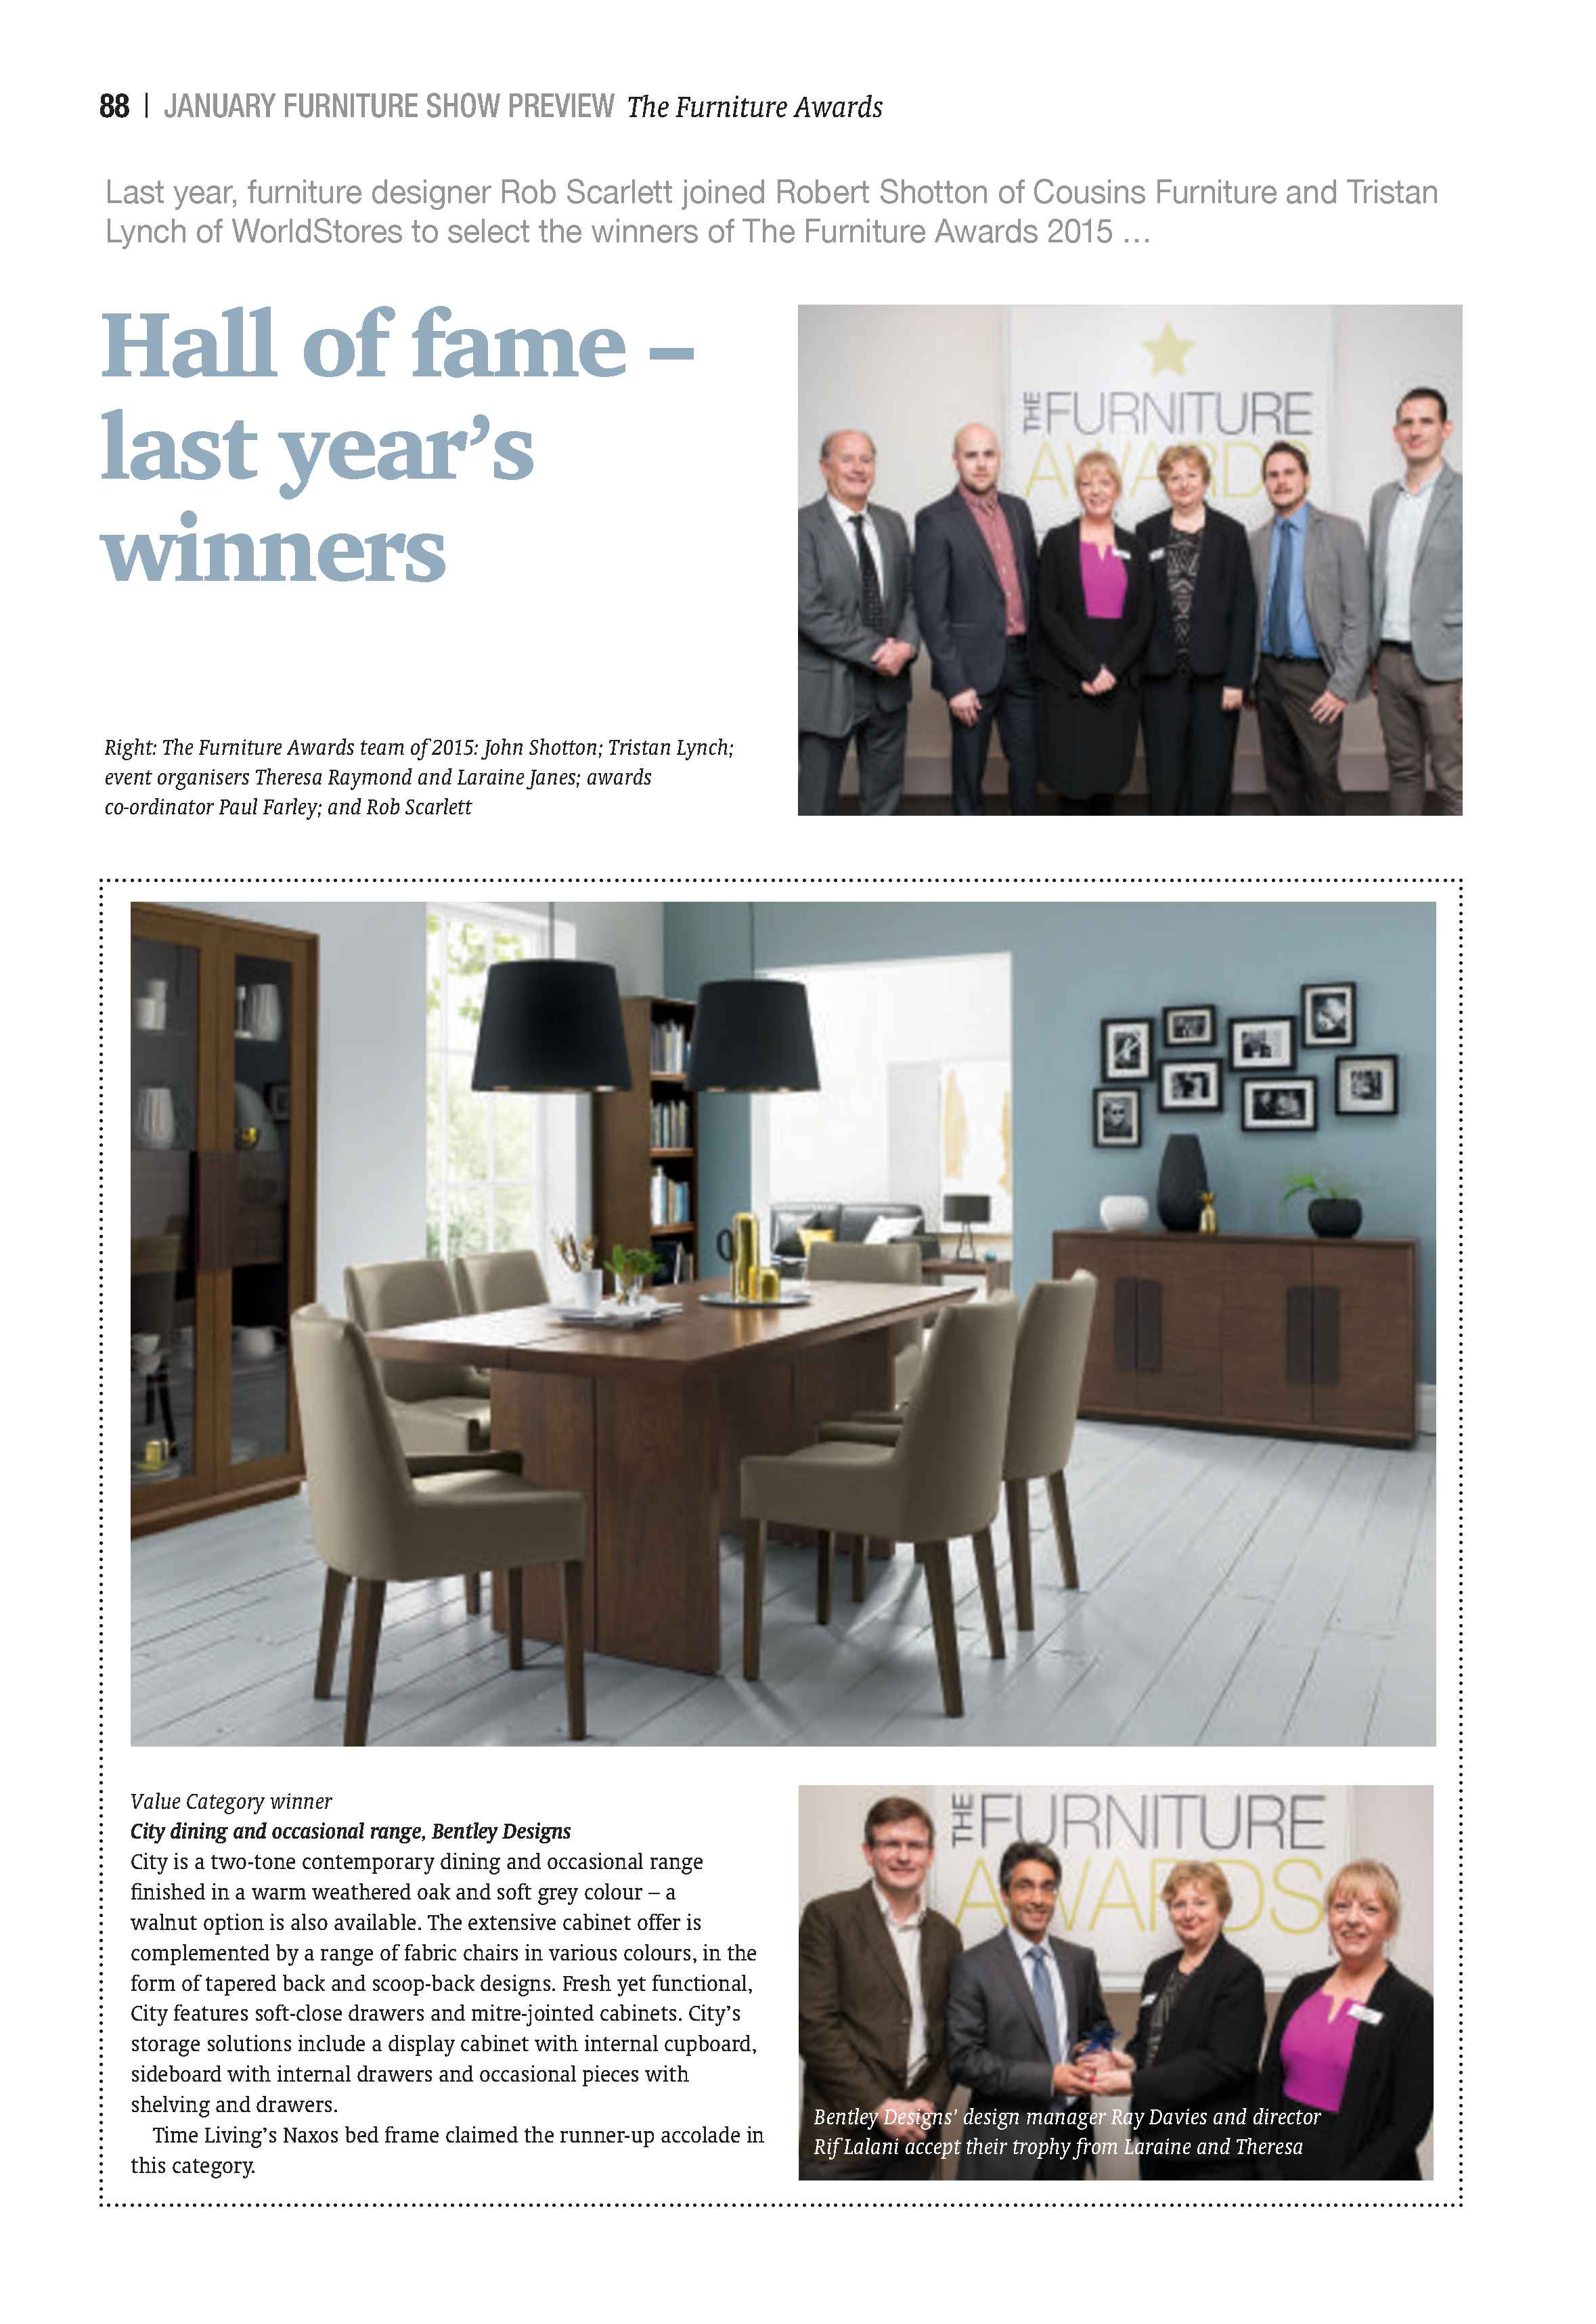 88 | JANUARY FURNITURE SHOW PREVIEW The Furniture Awards
Last year, furniture designer Rob Scarlett joined Robert Shotton of Cousins Furniture and Tristan
Lynch of WorldStores to select the winners of The Furniture Awards 2015 …
Hall of fame –
last year’s
winners
THE FURNITURE
AWARDS
Right: The Furniture Awards team of 2015: John Shotton; Tristan Lynch;
event organisers Theresa Raymond and Laraine Janes; awards
co-ordinator Paul Farley; and Rob Scarlett
Value Category winner
City dining and occasional range, Bentley Designs
City is a two-tone contemporary dining and occasional range
finished in a warm weathered oak and soft grey colour – a
walnut option is also available. The extensive cabinet offer is
complemented by a range of fabric chairs in various colours, in the
form of tapered back and scoop-back designs. Fresh yet functional,
City features soft-close drawers and mitre-jointed cabinets. City’s
storage solutions include a display cabinet with internal cupboard,
sideboard with internal drawers and occasional pieces with
shelving and drawers.
Time Living’s Naxos bed frame claimed the runner-up accolade in
this category.
THE FURNITURE
AWARDS
Bentley Designs’ design manager Ray Davies and director
Rif Lalani accept their trophy from Laraine and Theresa